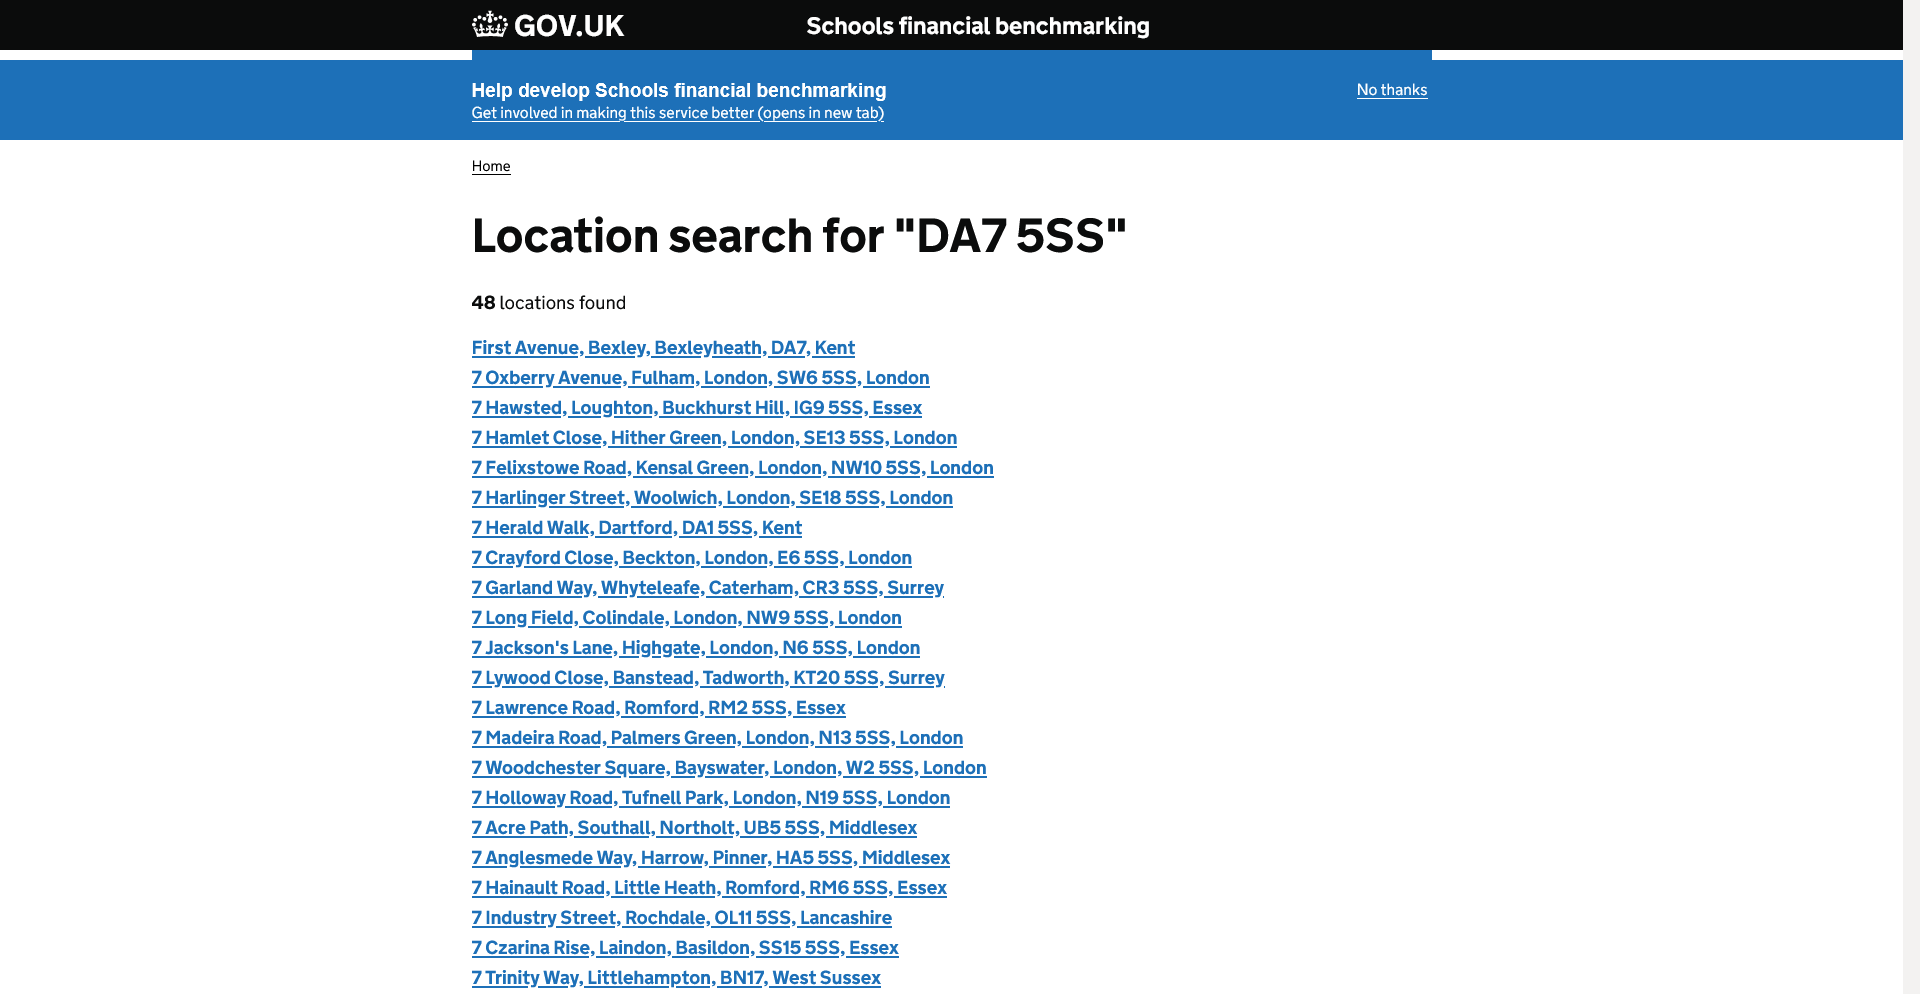 GOV.UK Schools financial benchmarking
Help develop Schools financial benchmarking
No thanks
Get involved in making this service better (opens in new tab)
Home
Location search for "DA7 5SS"
48 locations found
First Avenue, Bexley, Bexleyheath, DA7, Kent
7 Oxberry Avenue, Fulham, London, SW6 5SS, London
7 Hawsted, Loughton, Buckhurst Hill, IG9 5SS, Essex
7 Hamlet Close, Hither Green, London, SE13 5SS, London
7 Felixstowe Road, Kensal Green, London, NW10 5SS, London
7 Harlinger Street, Woolwich, London, SE18 5SS, London
7 Herald Walk, Dartford, DA1 5SS, Kent
7 Crayford Close, Beckton, London, E6 5SS, London
7 Garland Way, Whyteleafe, Caterham, CR3 5SS, Surrey
7 Long Field, Colindale, London, NW9 5SS, London
7 Jackson's Lane, Highgate, London, N6 5SS, London
7 Lywood Close, Banstead, Tadworth, KT20 5SS, Surrey
7 Lawrence Road, Romford, RM2 5SS, Essex
7 Madeira Road, Palmers Green, London, N13 5SS, London
7 Woodchester Square, Bayswater, London, W2 5SS, London
7 Holloway Road, Tufnell Park, London, N19 5SS, London
7 Acre Path, Southall, Northolt, UB5 5SS, Middlesex
7 Anglesmede Way, Harrow, Pinner, HA5 5SS, Middlesex
7 Hainault Road, Little Heath, Romford, RM6 5SS, Essex
7 Industry Street, Rochdale, OL11 5SS, Lancashire
7 Czarina Rise, Laindon, Basildon, SS15 5SS, Essex
7 Trinity Way, Littlehampton, BN17, West Sussex